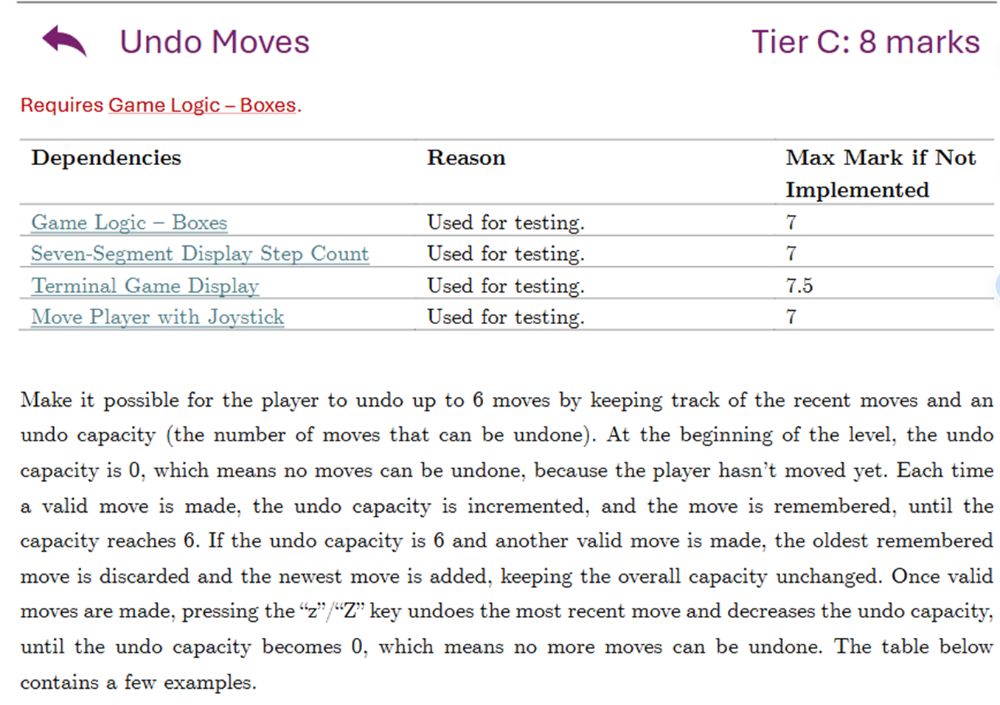 Undo Moves
Tier C: 8 marks
Requires Game Logic – Boxes.
Dependencies Reason Max Mark if Not
Implemented
Game Logic – Boxes Used for testing. 7
Seven-Segment Display Step Count Used for testing. 7
Terminal Game Display Used for testing. 7.5
Move Player with Joystick Used for testing. 7
Make it possible for the player to undo up to 6 moves by keeping track of the recent moves and an
undo capacity (the number of moves that can be undone). At the beginning of the level, the undo
capacity is 0, which means no moves can be undone, because the player hasn’t moved yet. Each time
a valid move is made, the undo capacity is incremented, and the move is remembered, until the
capacity reaches 6. If the undo capacity is 6 and another valid move is made, the oldest remembered
move is discarded and the newest move is added, keeping the overall capacity unchanged. Once valid
moves are made, pressing the “z”/“Z” key undoes the most recent move and decreases the undo capacity,
until the undo capacity becomes 0, which means no more moves can be undone. The table below
contains a few examples.